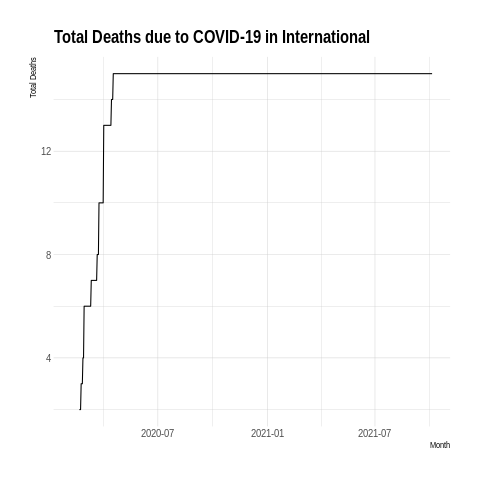 Total Deaths due to COVID-19 in International
Total Deaths
12
8
4
2020-07
2021-01
2021-07
Month